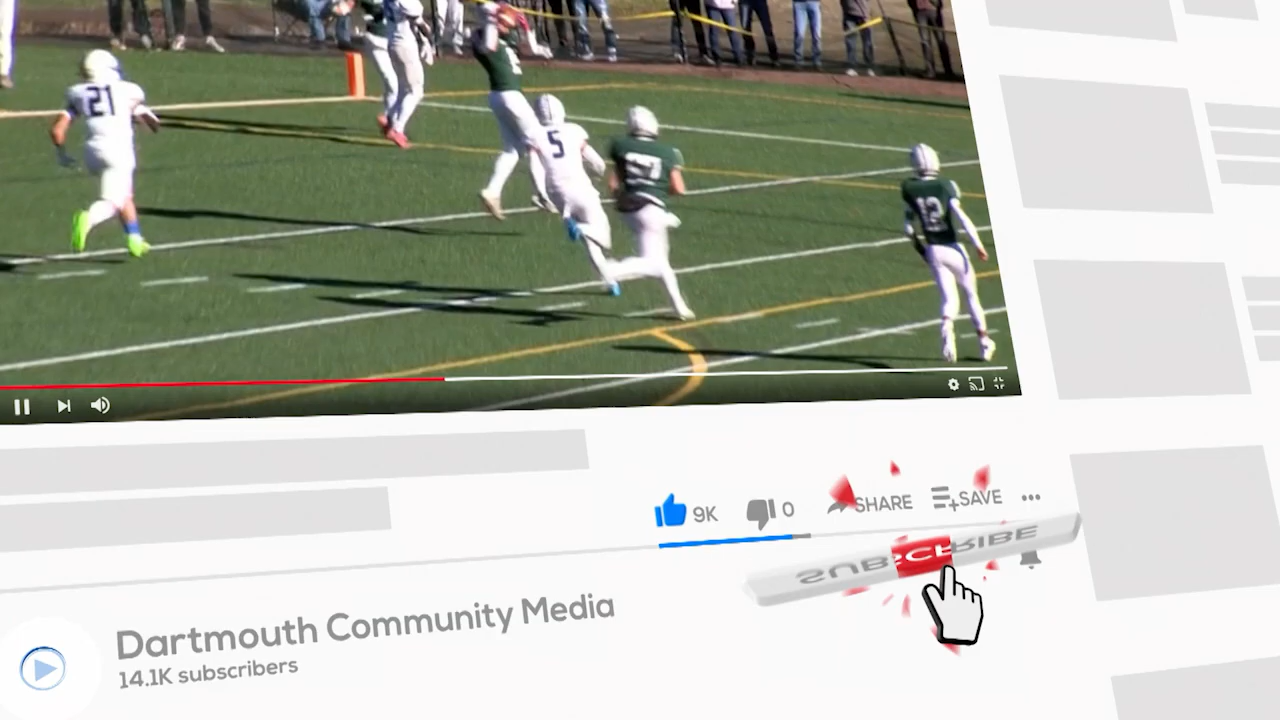 21
5
12
9K
0
SHARE
SAVE
SUBSCRIBE
Dartmouth Community Media
14.1K subscribers